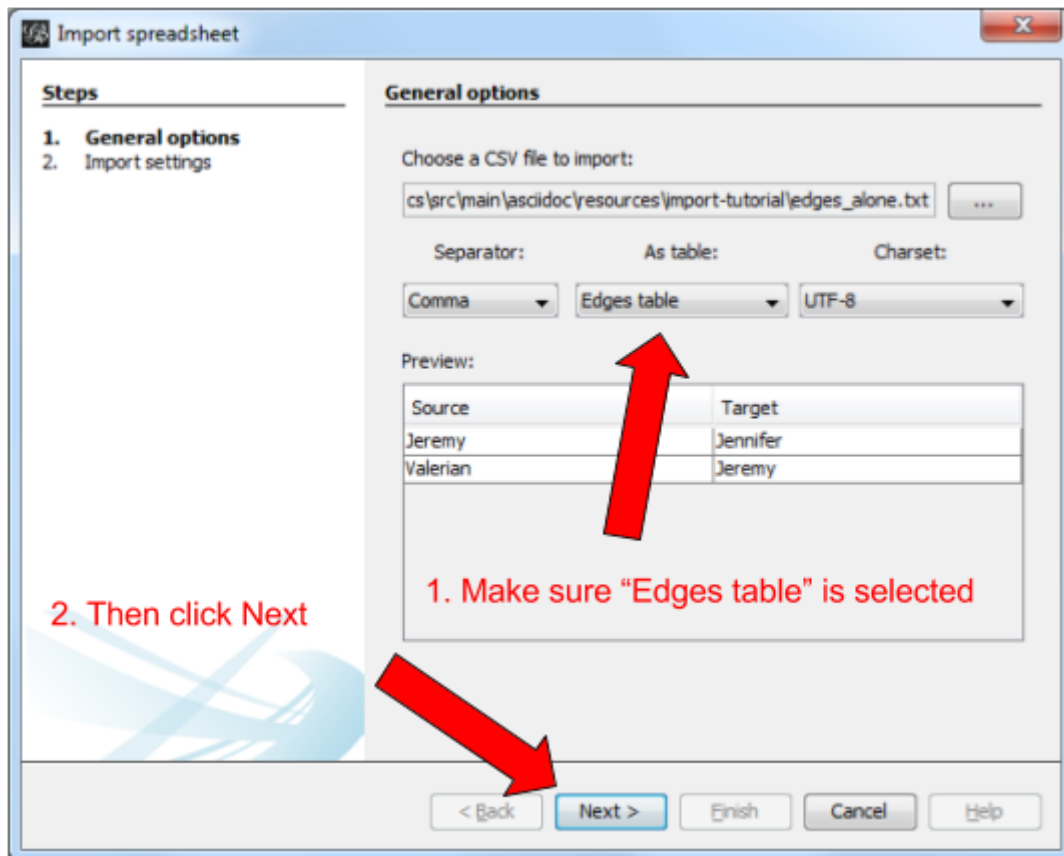 Import spreadsheet
Steps
1. General options
2. Import settings
General options
Choose a CSV file to import:
cs\src\main\asciidoc\resources\import-tutorial\edges_alone.txt ...
Separator: As table: Charset:
Comma Edges table UTF-8
Preview:
Source Target
Jeremy Jennifer
Valerian Jeremy
1. Make sure “Edges table” is selected
2. Then click Next
< Back Next > Finish Cancel Help